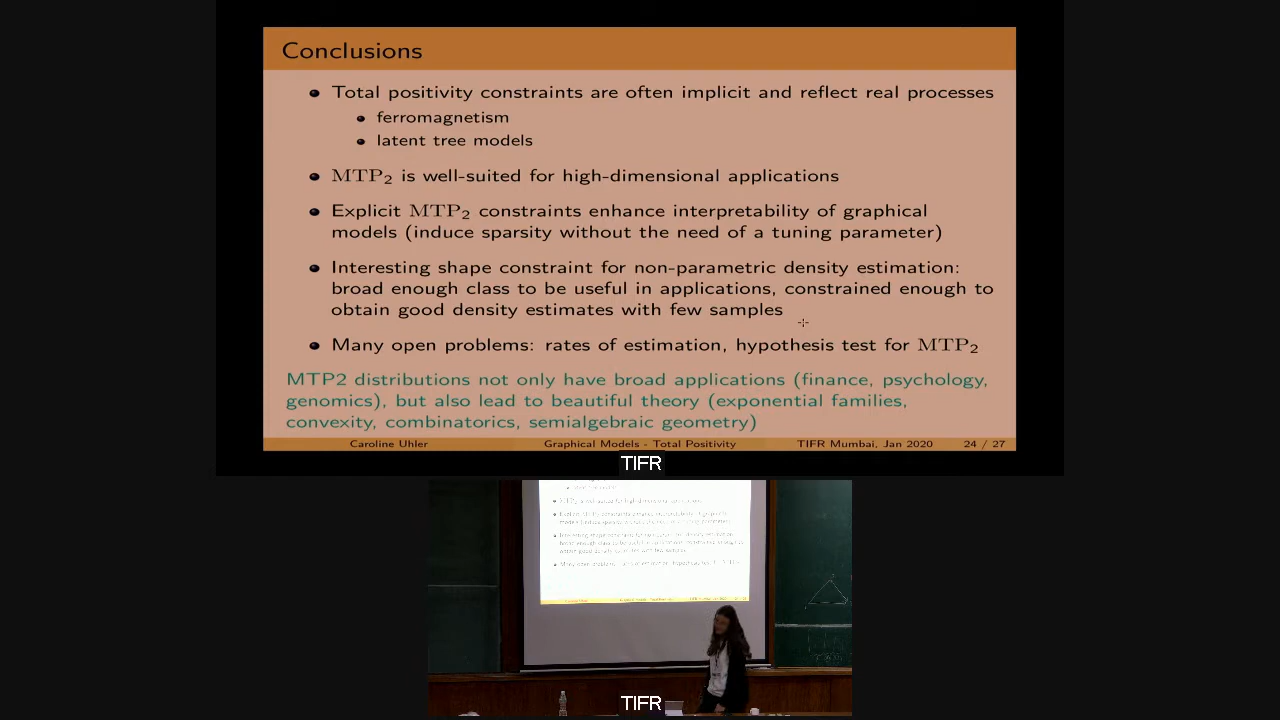 Conclusions
Total positivity constraints are often implicit and reflect real processes
ferromagnetism
latent tree models
MTP₂ is well-suited for high-dimensional applications
Explicit MTP₂ constraints enhance interpretability of graphical
models (induce sparsity without the need of a tuning parameter)
Interesting shape constraint for non-parametric density estimation:
broad enough class to be useful in applications, constrained enough to
obtain good density estimates with few samples
Many open problems: rates of estimation, hypothesis test for MTP₂
MTP2 distributions not only have broad applications (finance, psychology,
genomics), but also lead to beautiful theory (exponential families,
convexity, combinatorics, semialgebraic geometry)
Caroline Uhler Graphical Models - Total Positivity TIFR Mumbai, Jan 2020 24 / 27
TIFR
TIFR